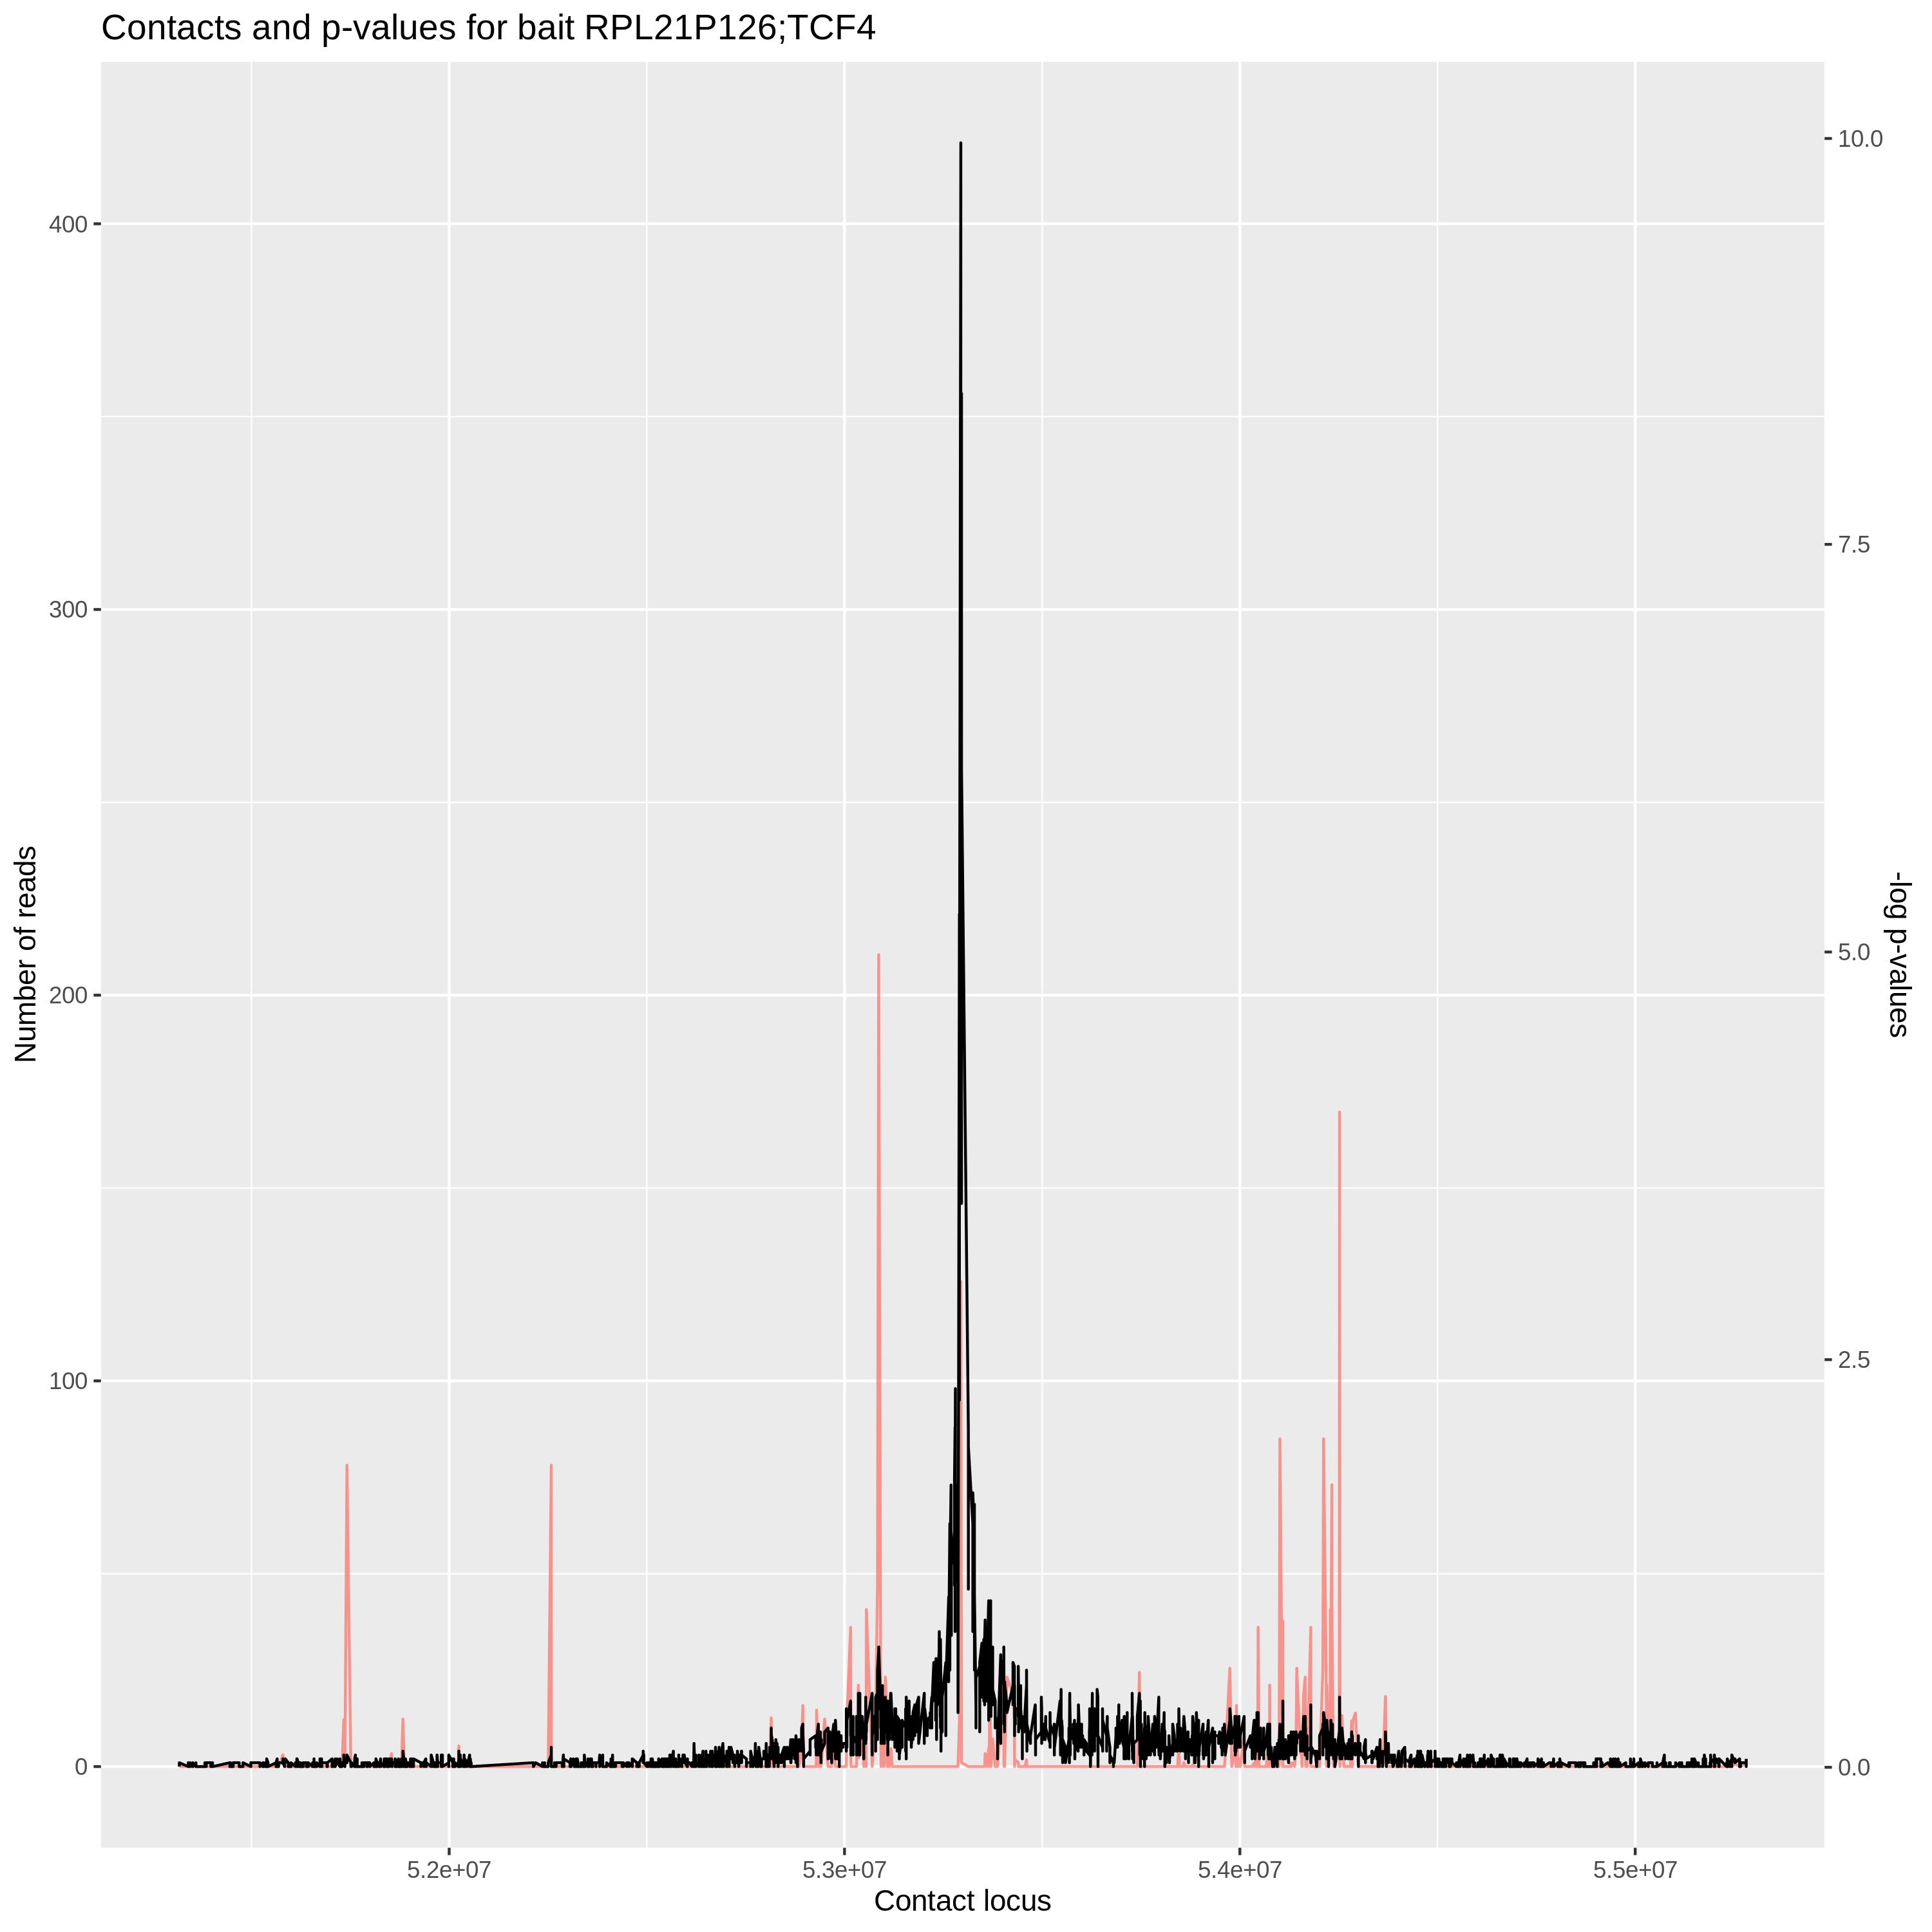 Contacts and p-values for bait RPL21P126;TCF4
Number of reads
400
300
200
100
0
10.0
7.5
5.0
2.5
0.0
-log p-values
5.2e+07 5.3e+07 5.4e+07 5.5e+07
Contact locus